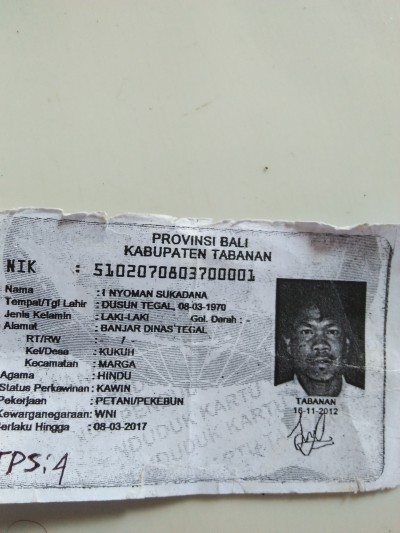 PROVINSI BALI
KABUPATEN TABANAN
NIK : 5102070803700001
Nama : I NYOMAN SUKADANA
Tempat/Tgl Lahir : DUSUN TEGAL, 08-03-1970
Jenis Kelamin : LAKI-LAKI Gol. Darah : -
Alamat : BANJAR DINAS TEGAL
RT/RW : / -
Kel/Desa : KUKUH
Kecamatan : MARGA
Agama : HINDU
Status Perkawinan : KAWIN
Pekerjaan : PETANI/PEKEBUN
Kewarganegaraan: WNI
Berlaku Hingga : 08-03-2017
TABANAN
16-11-2012
TPS: 4